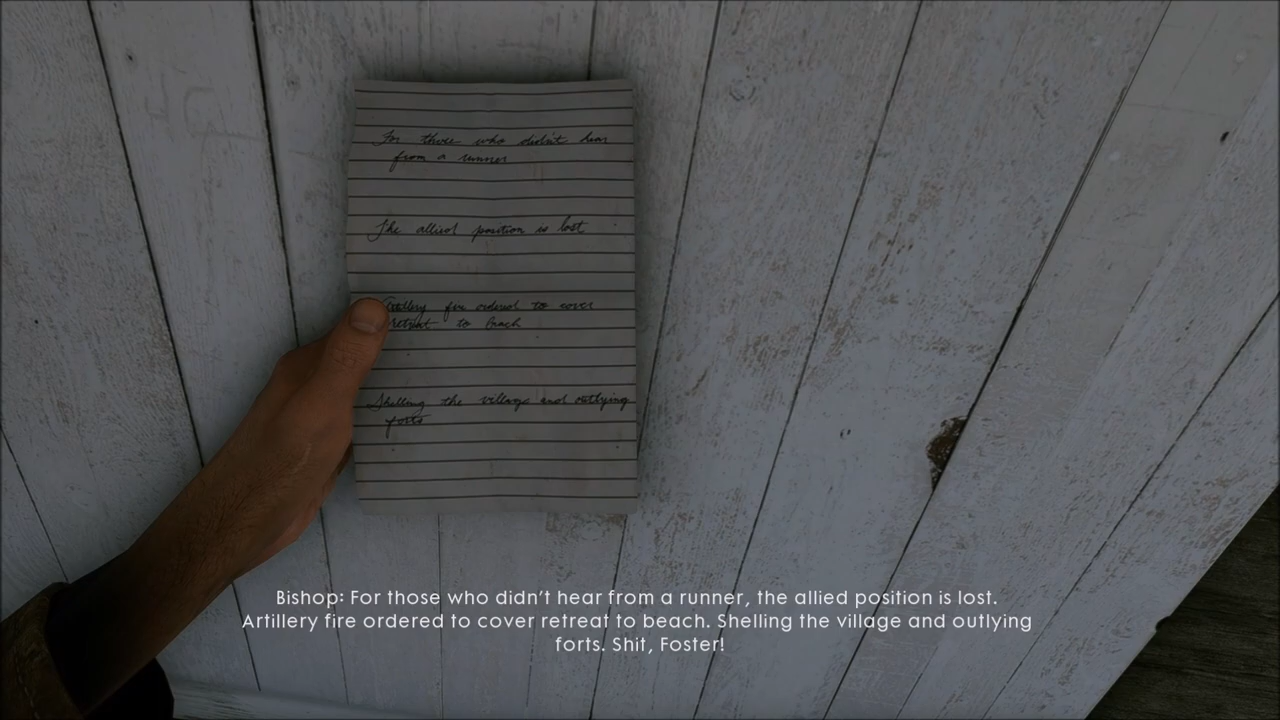 For those who didn't hear
from a runner
The allied position is lost
Artillery fire ordered to cover
retreat to beach
Shelling the village and outlying
forts
Bishop: For those who didn't hear from a runner, the allied position is lost.
Artillery fire ordered to cover retreat to beach. Shelling the village and outlying
forts. Shit, Foster!